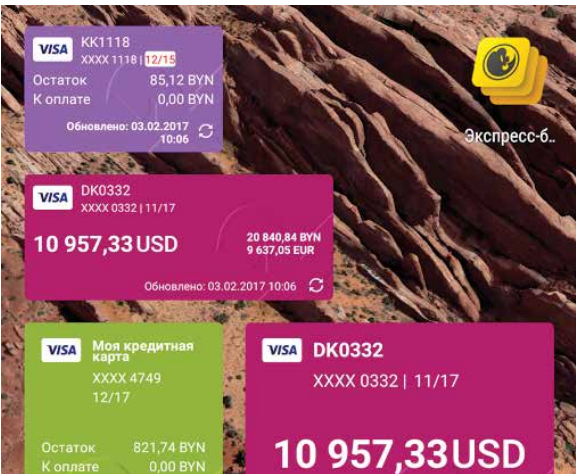 VISA KK1118
XXXX 1118 | 12/15
Остаток 85,12 BYN
К оплате 0,00 BYN
Обновлено: 03.02.2017
10:06
Экспресс-б..
VISA DK0332
XXXX 0332 | 11/17
10 957,33 USD
20 840,84 BYN
9 637,05 EUR
Обновлено: 03.02.2017 10:06
VISA Моя кредитная
карта
XXXX 4749
12/17
Остаток 821,74 BYN
К оплате 0,00 BYN
VISA DK0332
XXXX 0332 | 11/17
10 957,33 USD